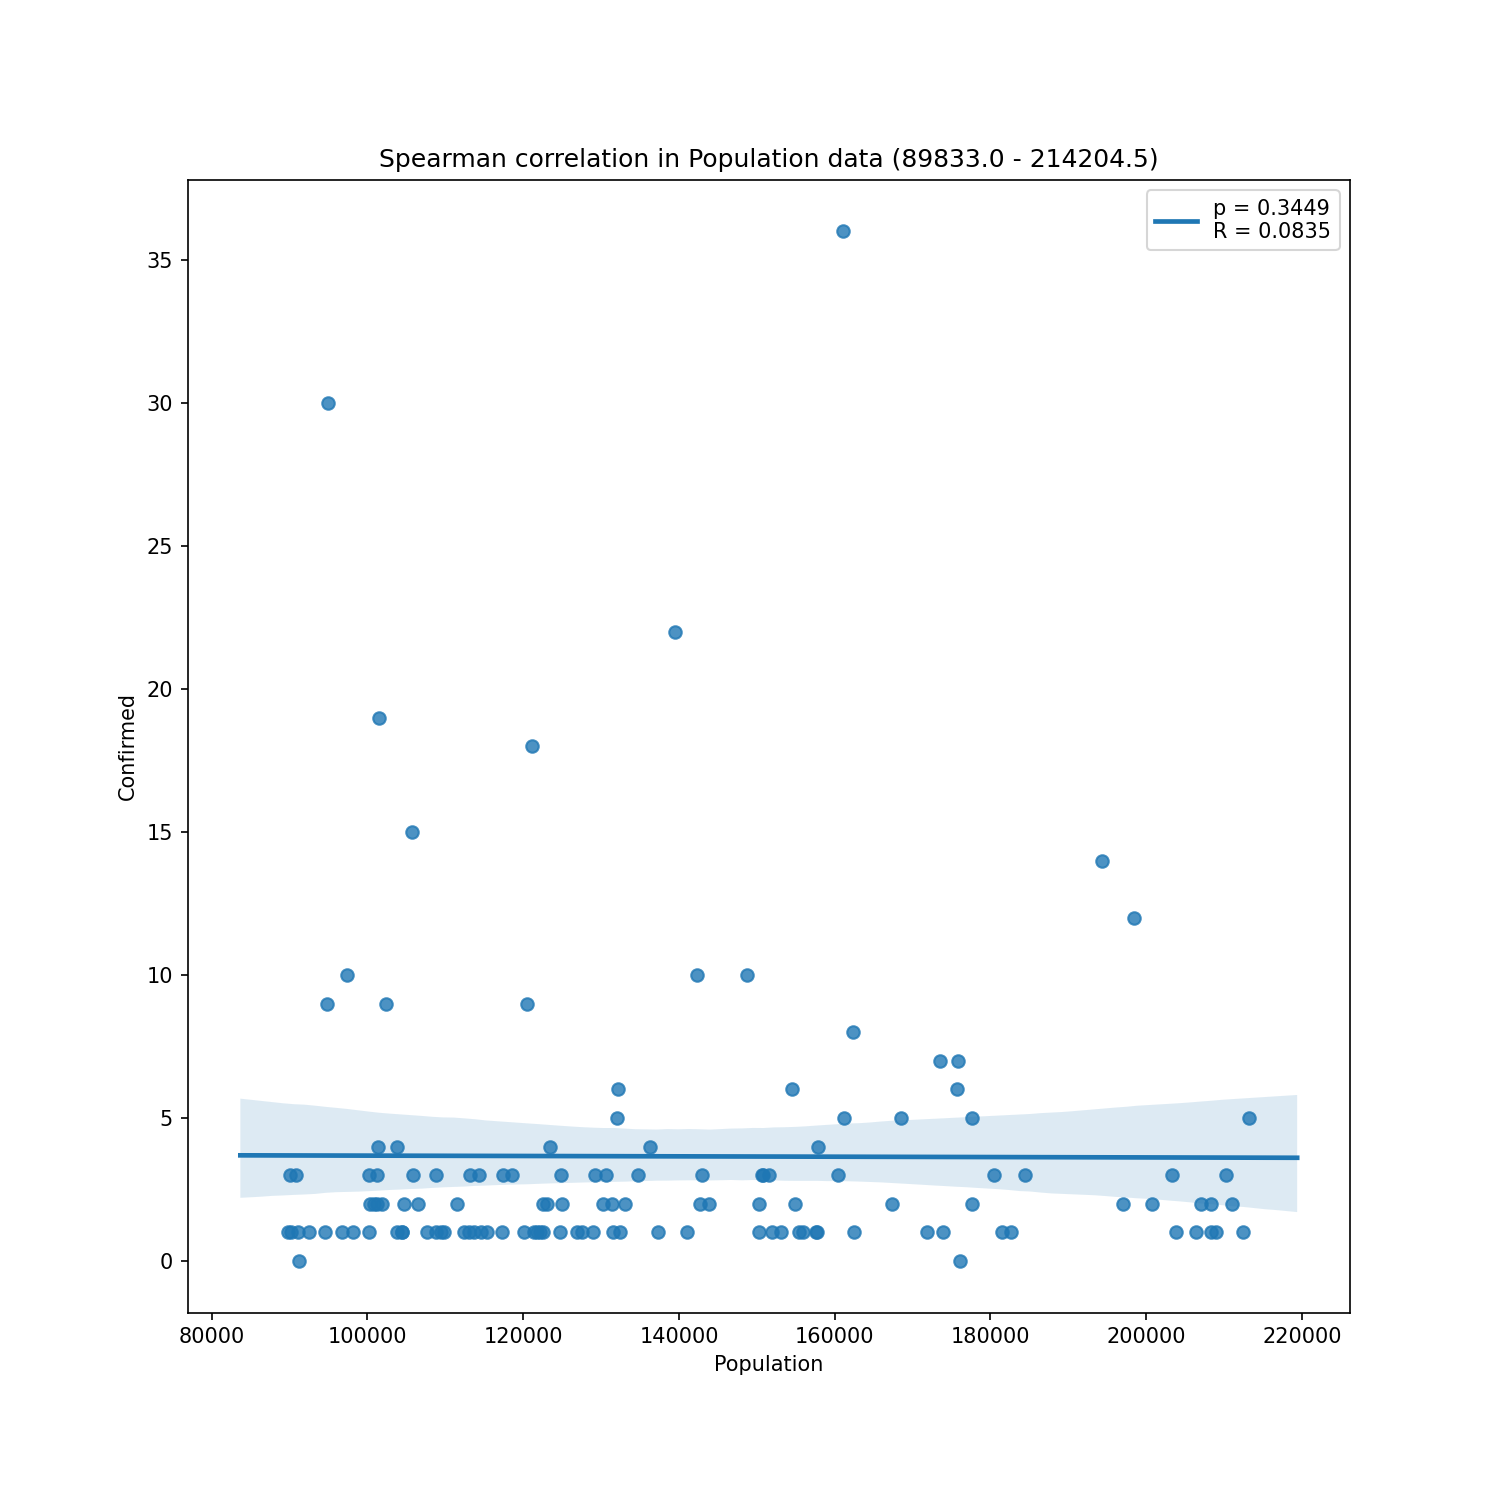 Spearman correlation in Population data (89833.0 - 214204.5)
p = 0.3449
R = 0.0835
35
30
25
20
15
10
5
0
Confirmed
80000 100000 120000 140000 160000 180000 200000 220000
Population